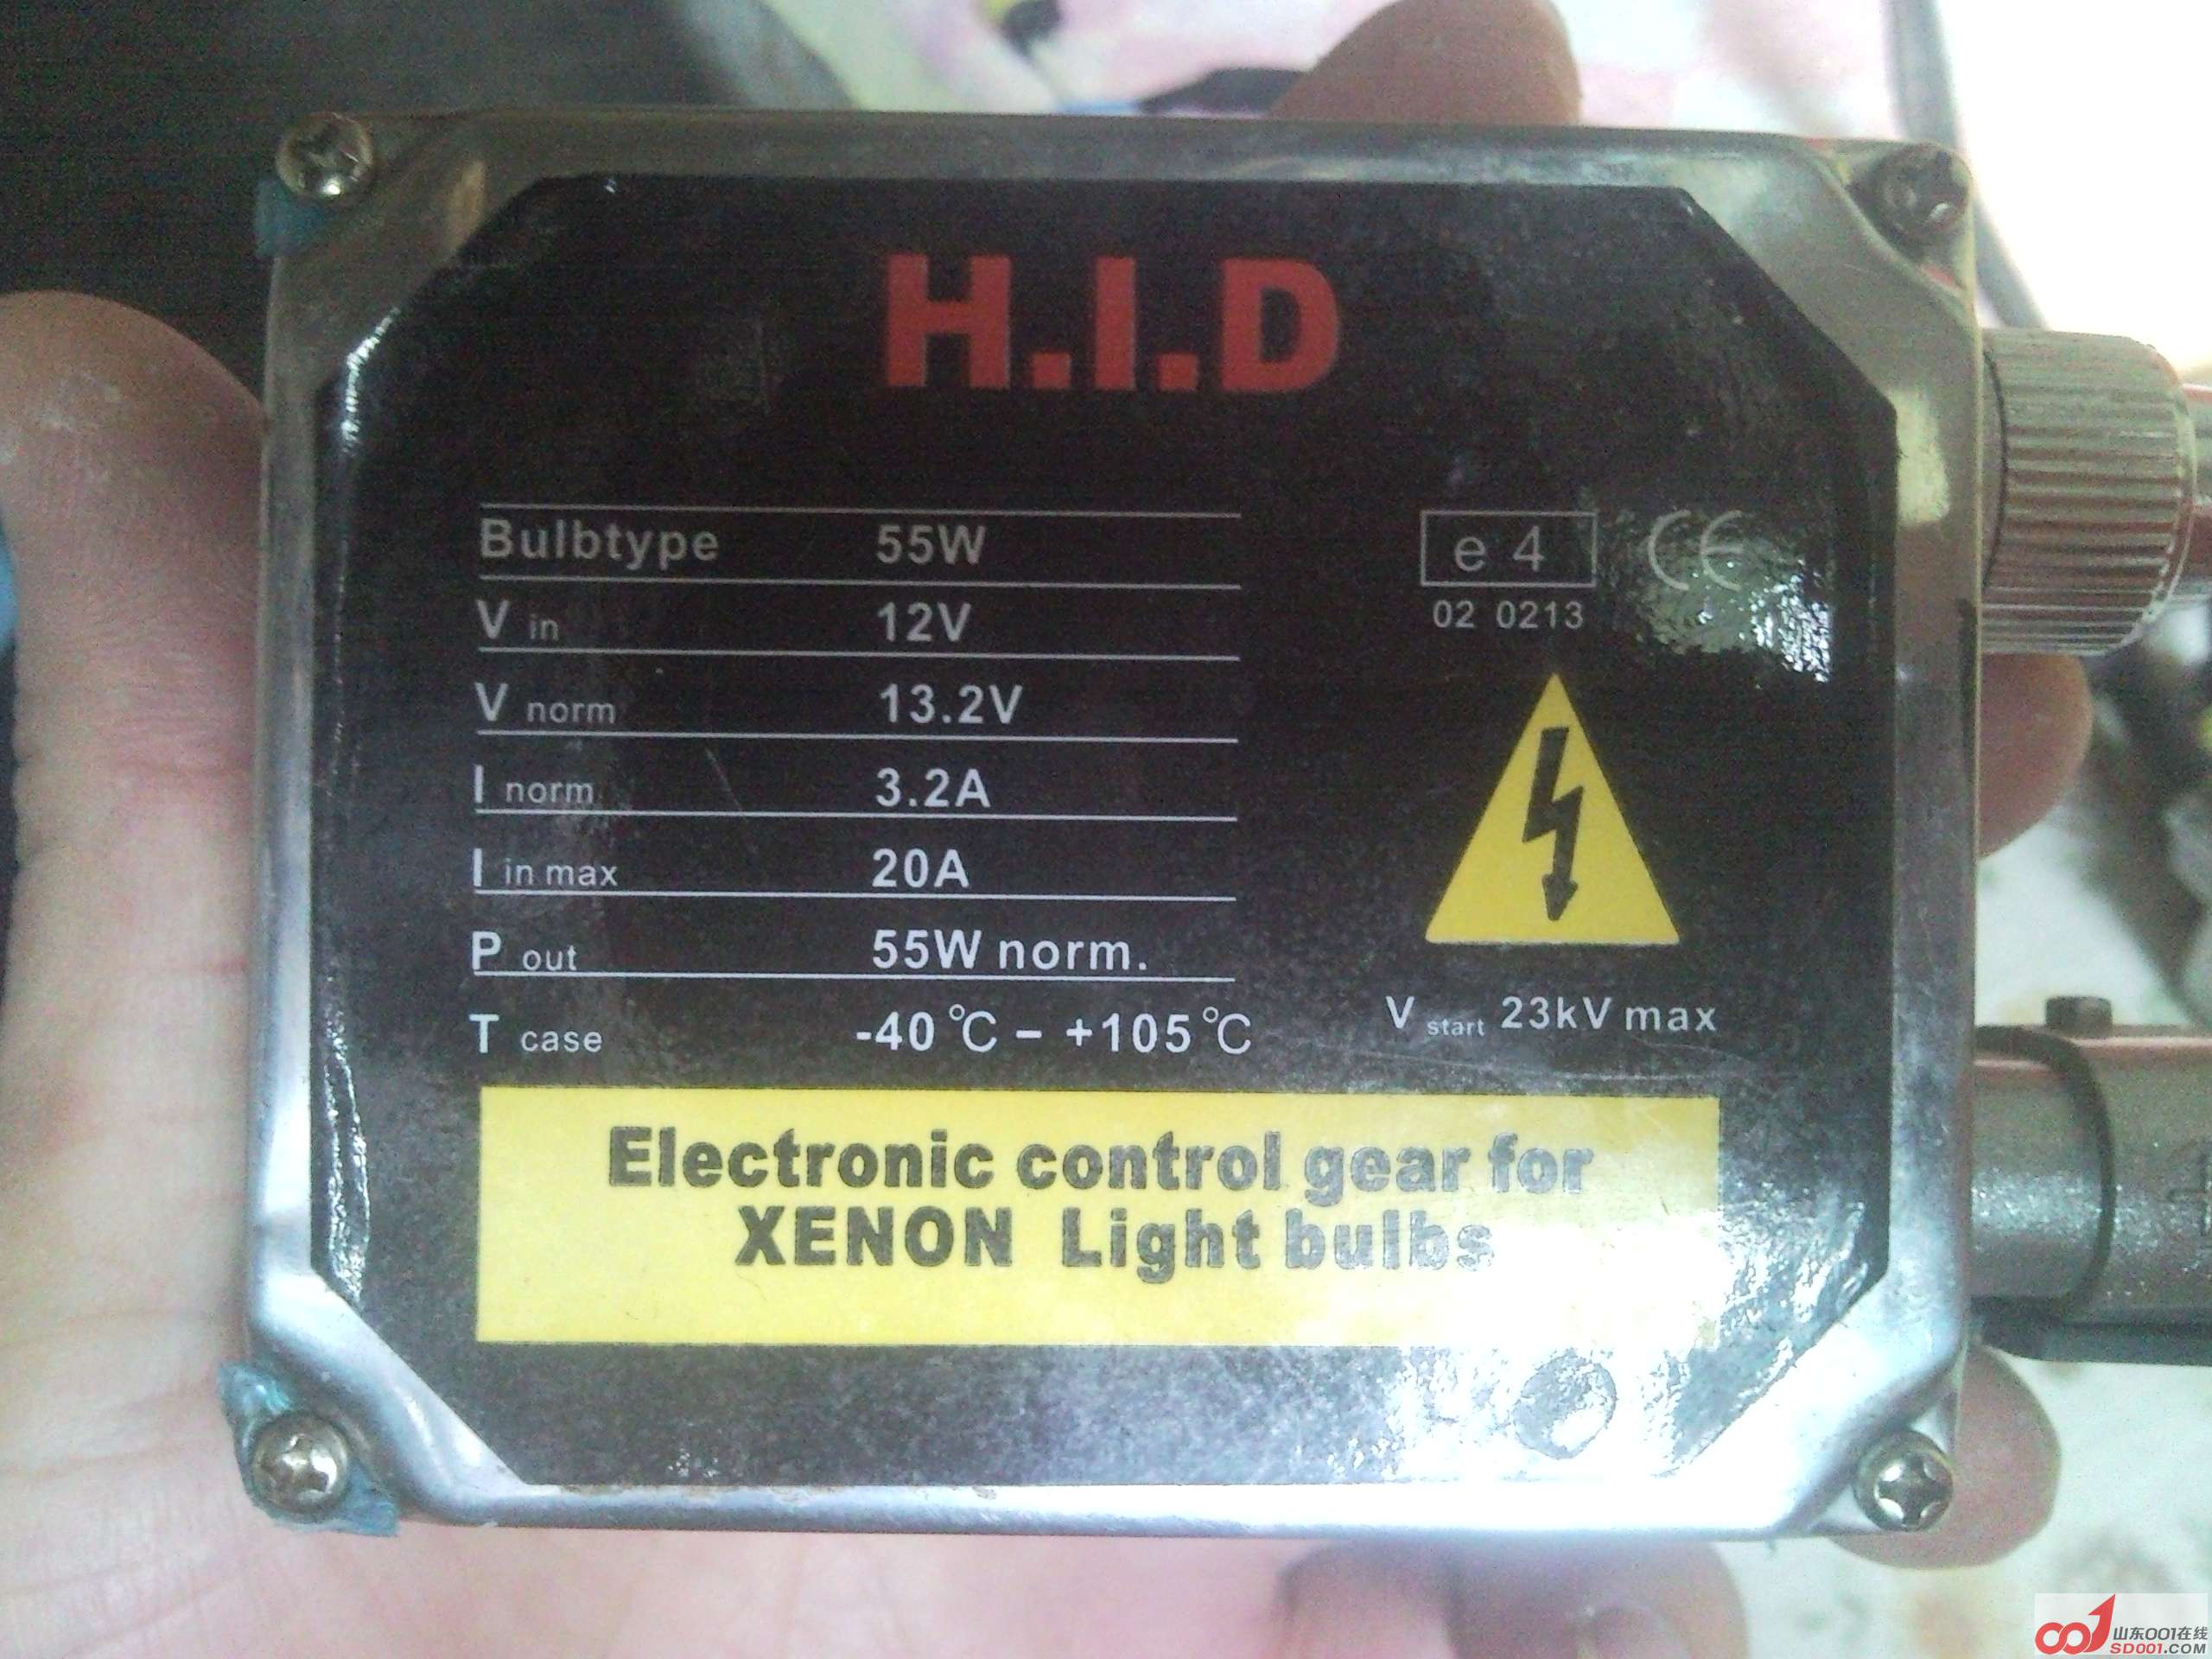 H.I.D
Bulbtype 55W
V in 12V
V norm 13.2V
I norm 3.2A
I in max 20A
P out 55W norm.
T case -40℃ – +105℃
e 4 CE
02 0213
V start 23kV max
Electronic control gear for
XENON Light bulbs
001 山东001在线
SD001.COM